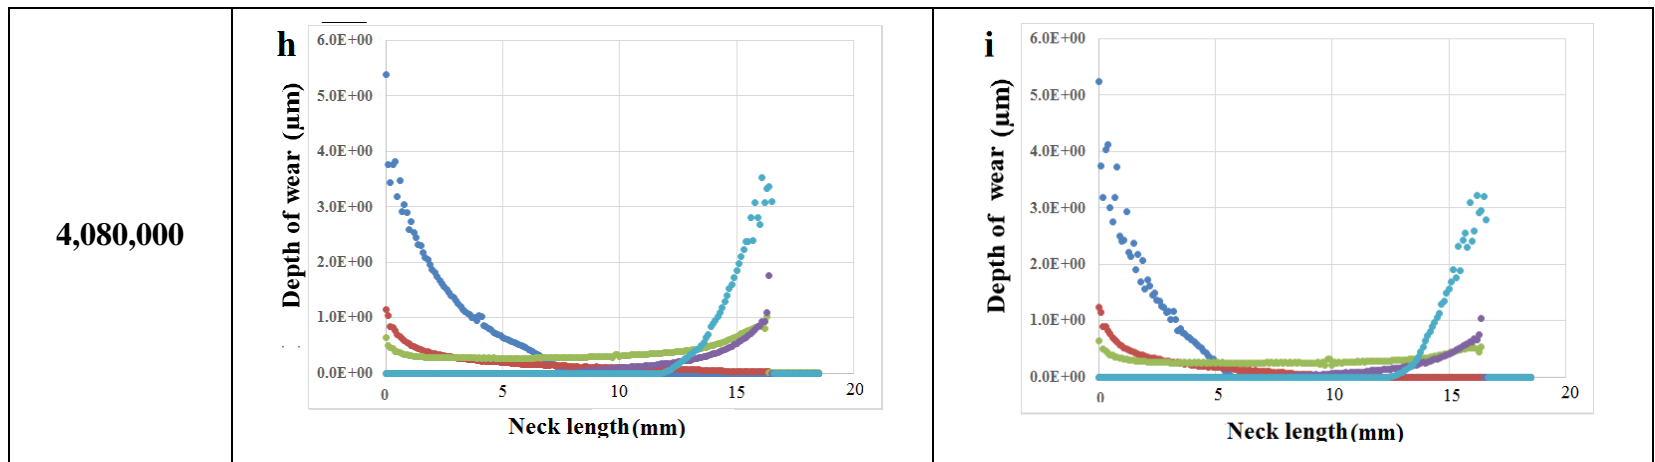 4,080,000
h
6.0E+00
5.0E+00
4.0E+00
3.0E+00
2.0E+00
1.0E+00
0.0E+00
0 5 10 15 20
Depth of wear (µm)
Neck length (mm)
i
6.0E+00
5.0E+00
4.0E+00
3.0E+00
2.0E+00
1.0E+00
0.0E+00
0 5 10 15 20
Depth of wear (µm)
Neck length (mm)